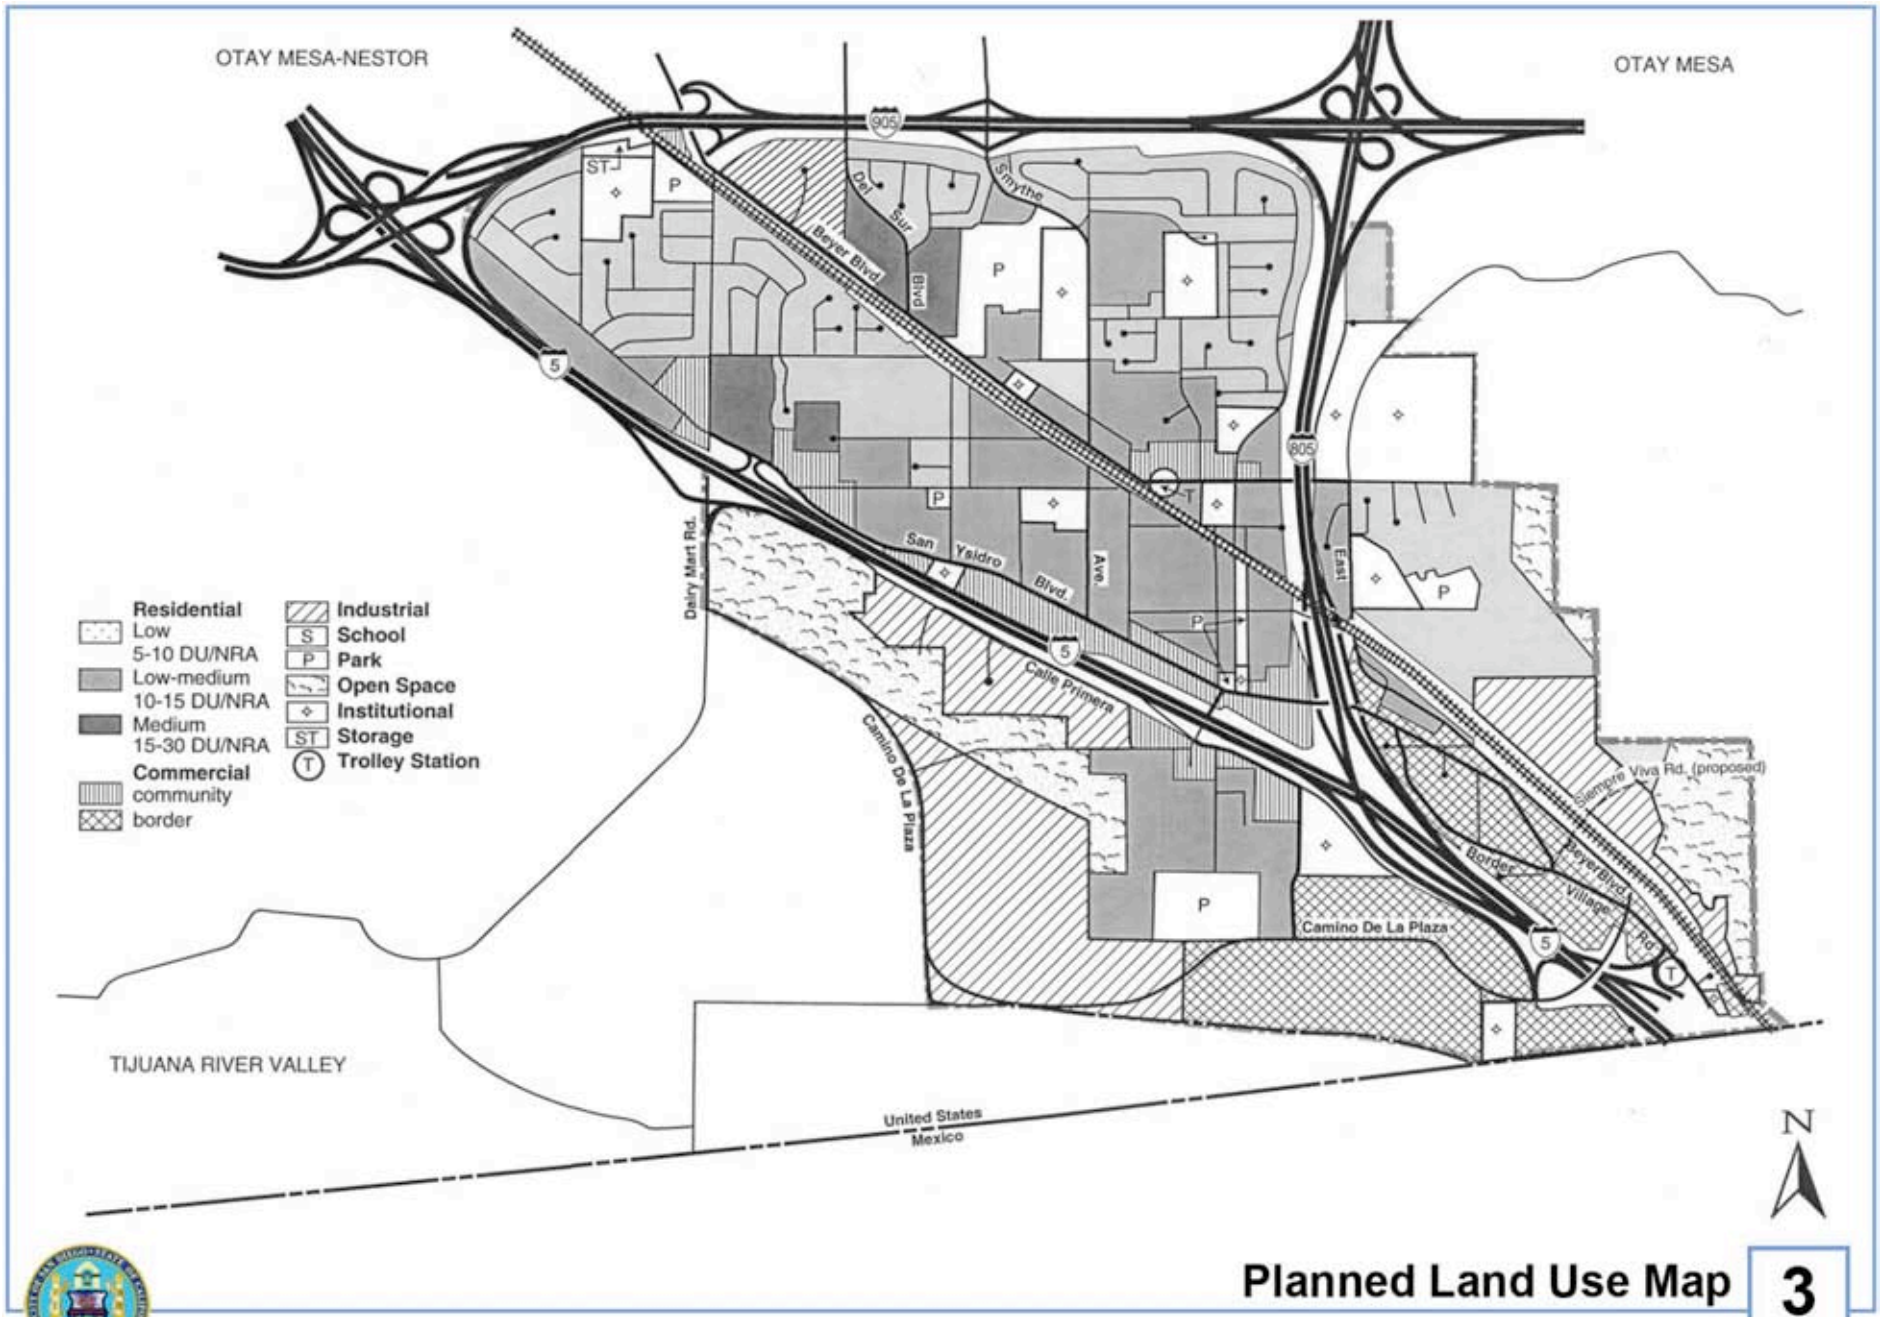 OTAY MESA-NESTOR
OTAY MESA
905
ST
P
Del
Sur
Blvd
Smythe
Beyer Blvd.
P
5
805
T
P
San
Ysidro
Blvd.
Ave.
East
P
P
Dairy Mart Rd.
5
Calle Primera
Camino De La Plaza
Siempre Viva Rd. (proposed)
Border
Village
Rd
BeyerBlvd.
P
Camino De La Plaza
5
T
Residential
Low
5-10 DU/NRA
Low-medium
10-15 DU/NRA
Medium
15-30 DU/NRA
Commercial
community
border
Industrial
S School
P Park
Open Space
Institutional
ST Storage
T Trolley Station
TIJUANA RIVER VALLEY
United States
Mexico
N
Planned Land Use Map
3